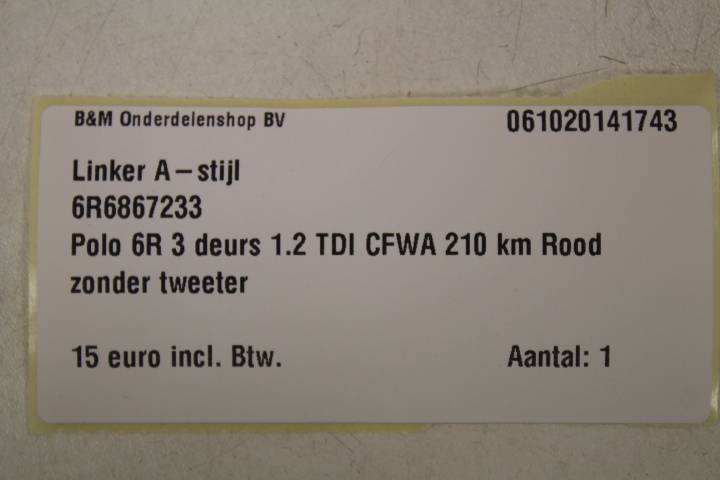 B&M Onderdelenshop BV 061020141743
Linker A-stijl
6R6867233
Polo 6R 3 deurs 1.2 TDI CFWA 210 km Rood
zonder tweeter
15 euro incl. Btw. Aantal: 1